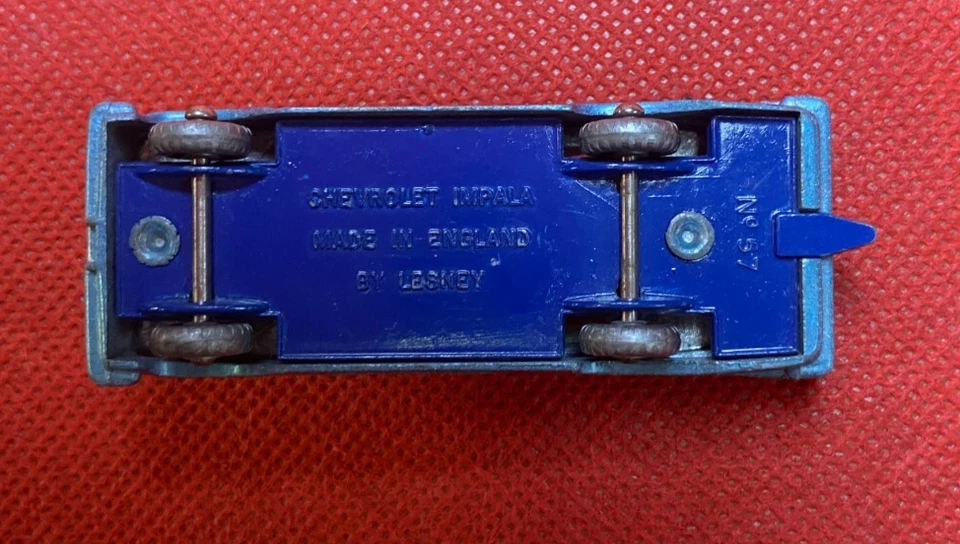 CHEVROLET IMPALA
MADE IN ENGLAND
BY LESNEY
Nº 57